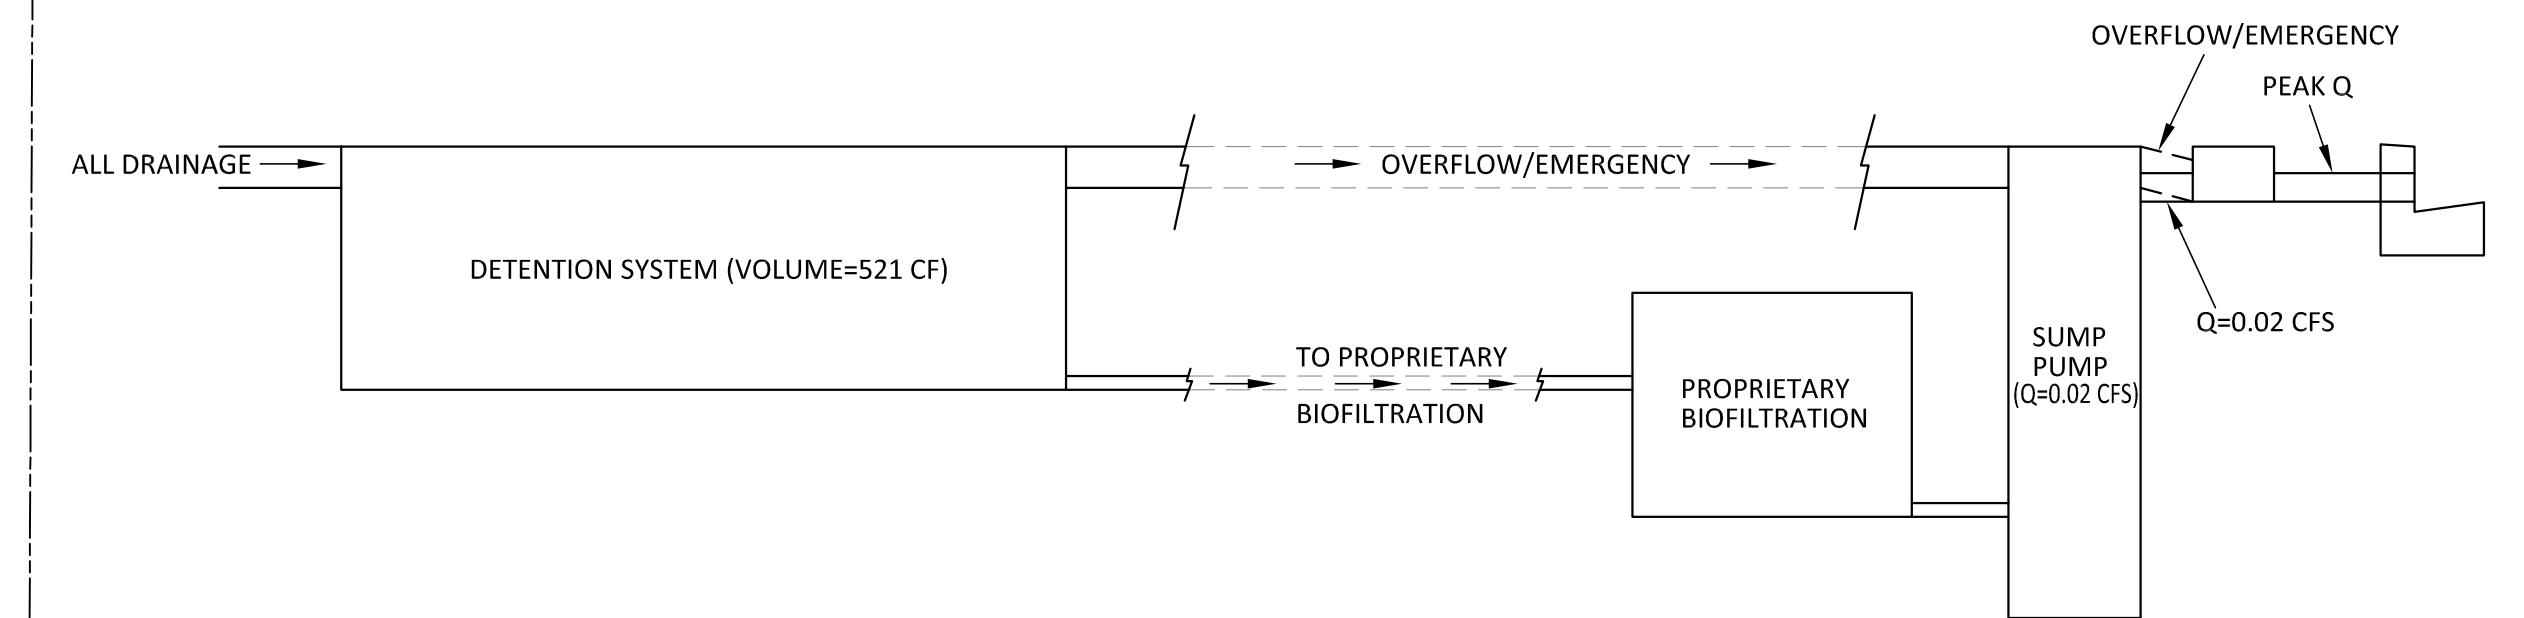 OVERFLOW/EMERGENCY
PEAK Q
ALL DRAINAGE
OVERFLOW/EMERGENCY
DETENTION SYSTEM (VOLUME=521 CF)
Q=0.02 CFS
TO PROPRIETARY
BIOFILTRATION
PROPRIETARY
BIOFILTRATION
SUMP
PUMP
(Q=0.02 CFS)